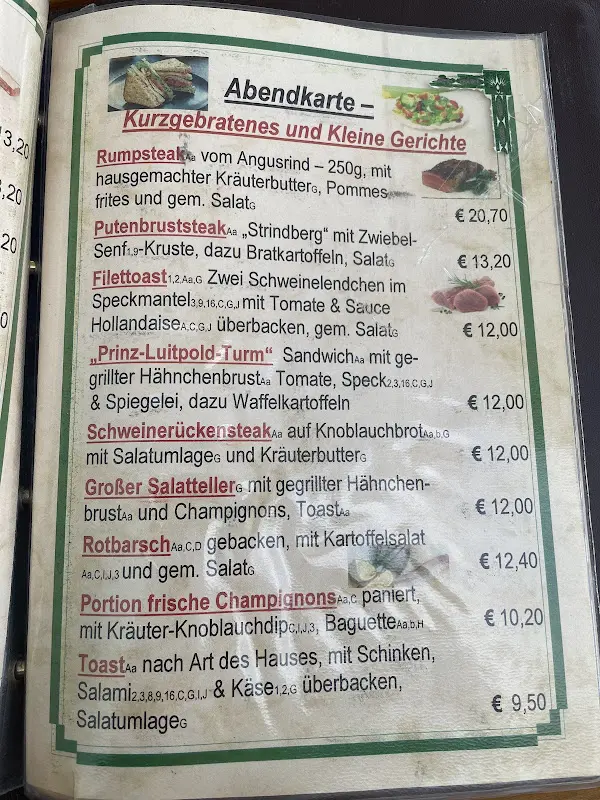 13,20
3,20
20
0
Abendkarte –
Kurzgebratenes und Kleine Gerichte
RumpsteakAa vom Angusrind – 250g, mit
hausgemachter KräuterbutterG, Pommes
frites und gem. SalatG
€ 20,70
PutenbruststeakAa „Strindberg“ mit Zwiebel-
Senf1,9-Kruste, dazu Bratkartoffeln, SalatG
€ 13,20
Filettoast1,2,Aa,G Zwei Schweinelendchen im
Speckmantel3,9,16,C,G,J mit Tomate & Sauce
HollandaiseA,C,G,J überbacken, gem. SalatG
€ 12,00
„Prinz-Luitpold-Turm“ SandwichAa mit ge-
grillter HähnchenbrustAa Tomate, Speck2,3,16,C,G,J
& Spiegelei, dazu Waffelkartoffeln
€ 12,00
SchweinerückensteakAa auf KnoblauchbrotAa,b,G
mit SalatumlageG und KräuterbutterG
€ 12,00
Großer SalattellerG mit gegrillter Hähnchen-
brustAa und Champignons, ToastAa
€ 12,00
RotbarschAa,C,D gebacken, mit Kartoffelsalat
Aa,C,I,J,3 und gem. SalatG
€ 12,40
Portion frische ChampignonsAa,C paniert,
mit Kräuter-KnoblauchdipC,I,J,3, BaguetteAa,b,H
€ 10,20
ToastAa nach Art des Hauses, mit Schinken,
Salami2,3,8,9,16,C,G,I,J & Käse1,2,G überbacken,
SalatumlageG
€ 9,50